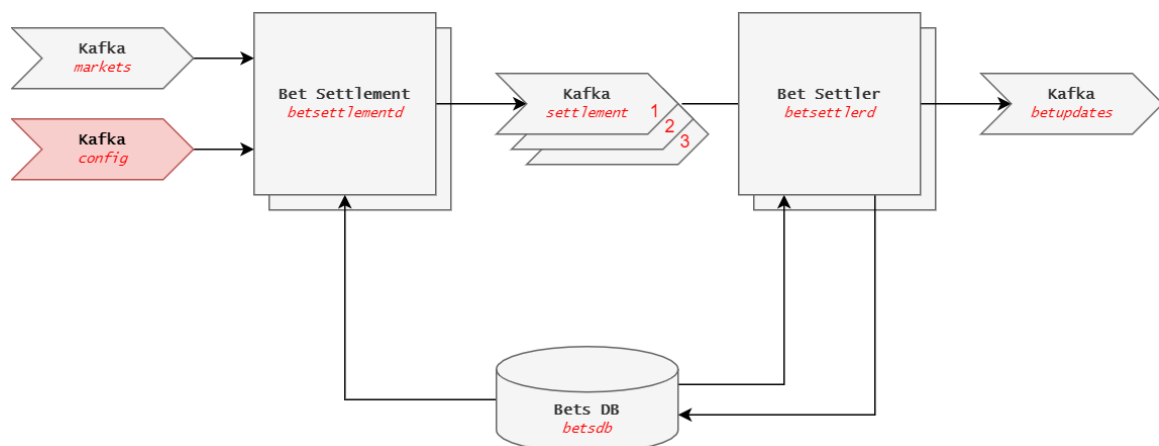 Kafka
markets
Kafka
config
Bet Settlement
betsettlementd
Kafka
settlement
1
2
3
Bet Settler
betsettlerd
Kafka
betupdates
Bets DB
betsdb